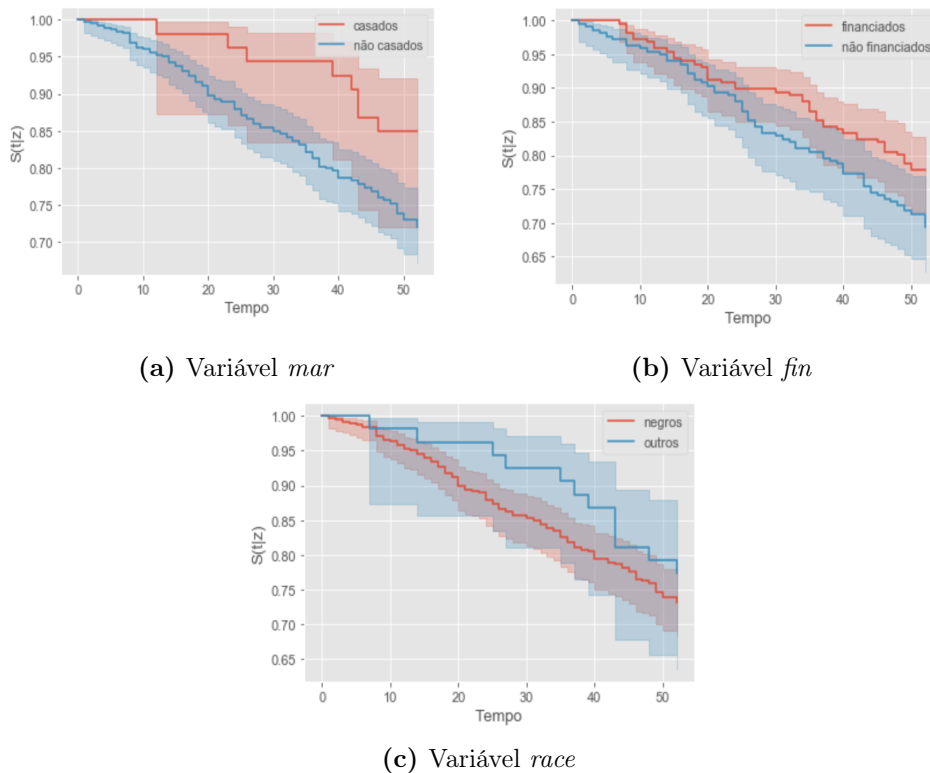 casados
não casados
1.00
0.95
0.90
0.85
0.80
0.75
0.70
S(t|z)
0
10
20
30
40
50
Tempo
(a) Variável mar
financiados
não financiados
1.00
0.95
0.90
0.85
0.80
0.75
0.70
0.65
S(t|z)
0
10
20
30
40
50
Tempo
(b) Variável fin
negros
outros
1.00
0.95
0.90
0.85
0.80
0.75
0.70
0.65
S(t|z)
0
10
20
30
40
50
Tempo
(c) Variável race